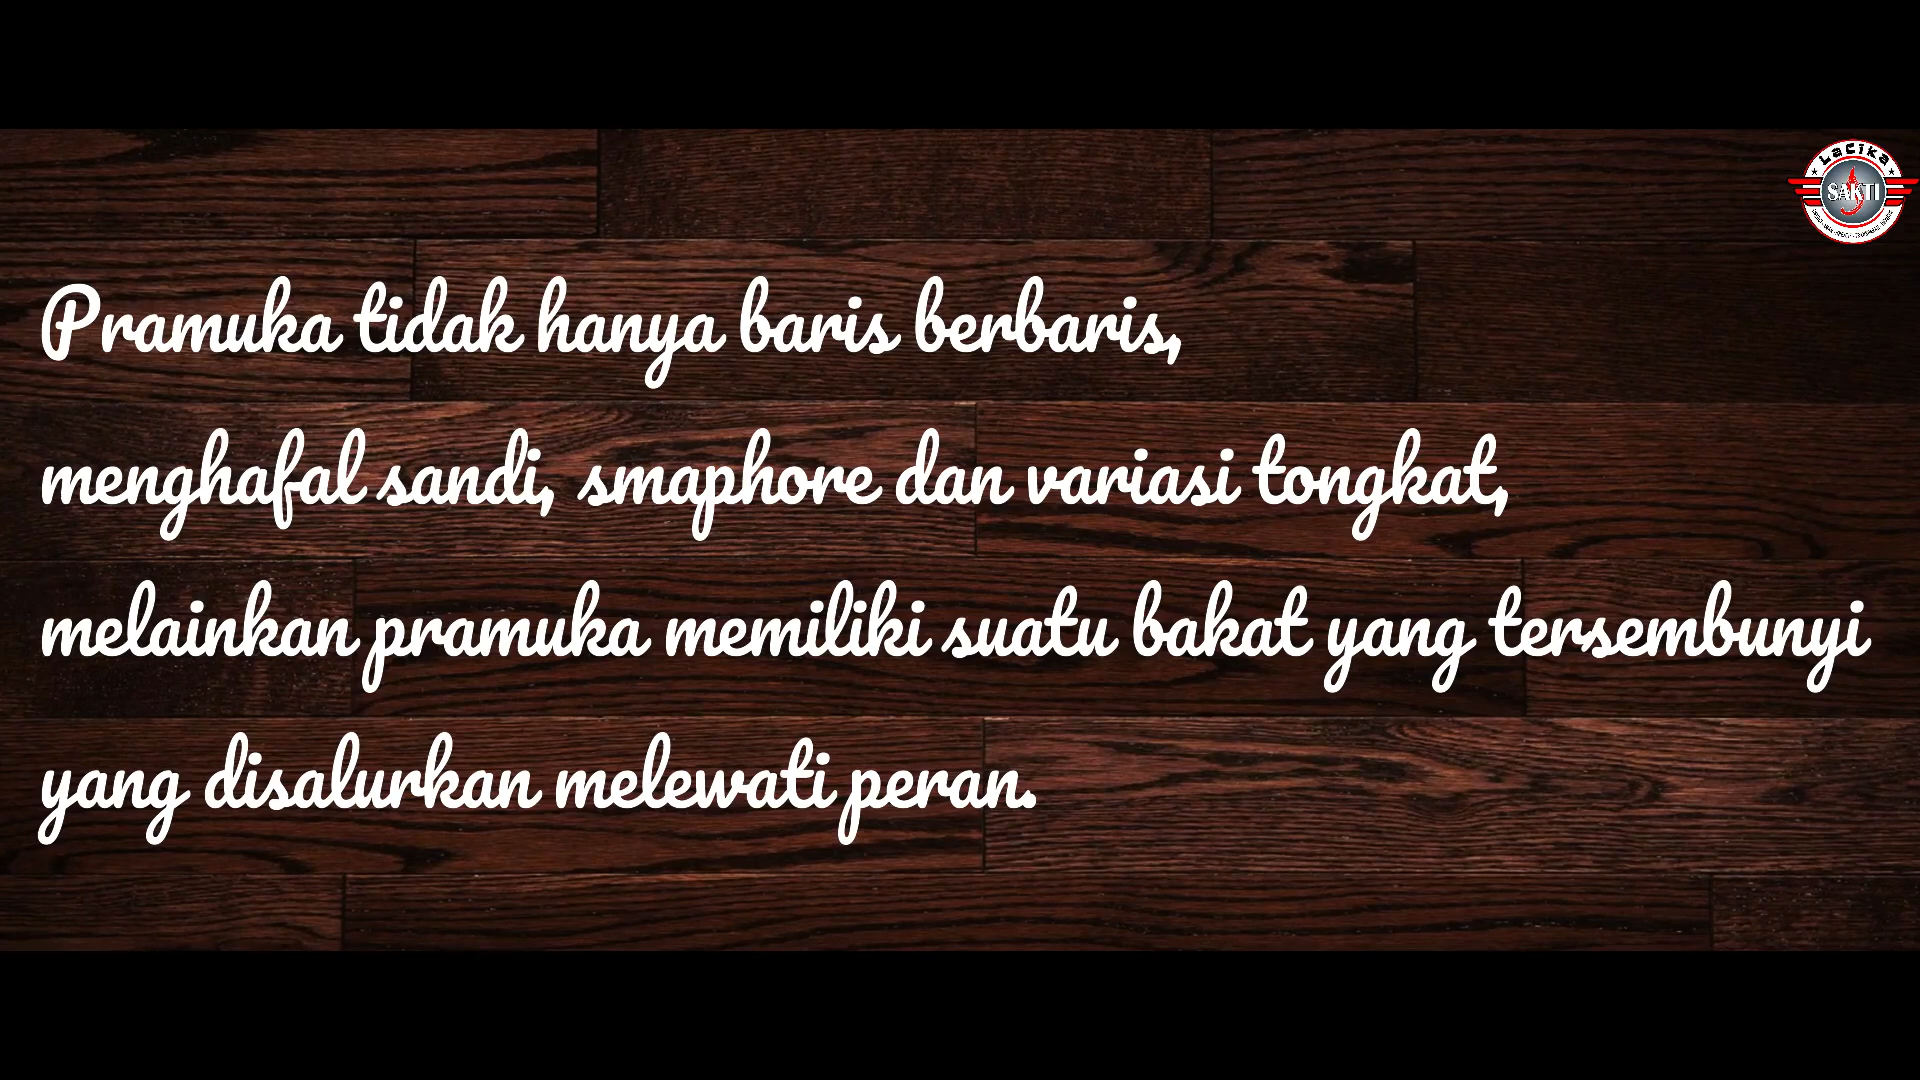 Lacika
SAKTI
Pramuka tidak hanya baris berbaris,
menghafal sandi, smaphore dan variasi tongkat,
melainkan pramuka memiliki suatu bakat yang tersembunyi
yang disalurkan melewati peran.